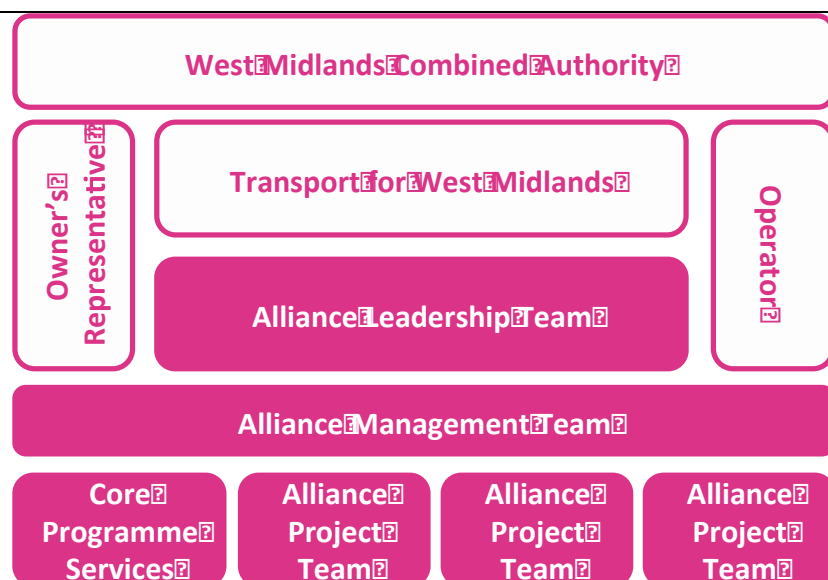 West Midlands Combined Authority
Owner's
Representative
Transport for West Midlands
Operator
Alliance Leadership Team
Alliance Management Team
Core
Programme
Services
Alliance
Project
Team
Alliance
Project
Team
Alliance
Project
Team